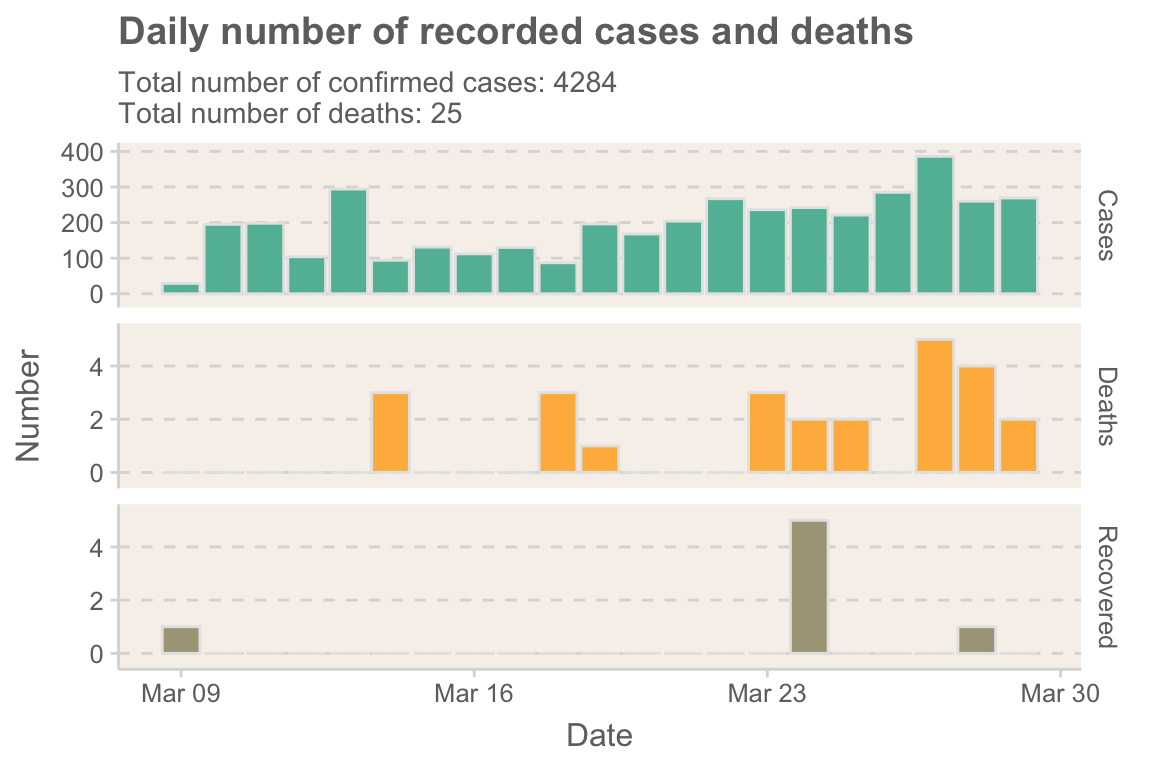 Daily number of recorded cases and deaths
Total number of confirmed cases: 4284
Total number of deaths: 25
400
300
200
100
0
Cases
4
2
0
Deaths
4
2
0
Recovered
Number
Mar 09 Mar 16 Mar 23 Mar 30
Date